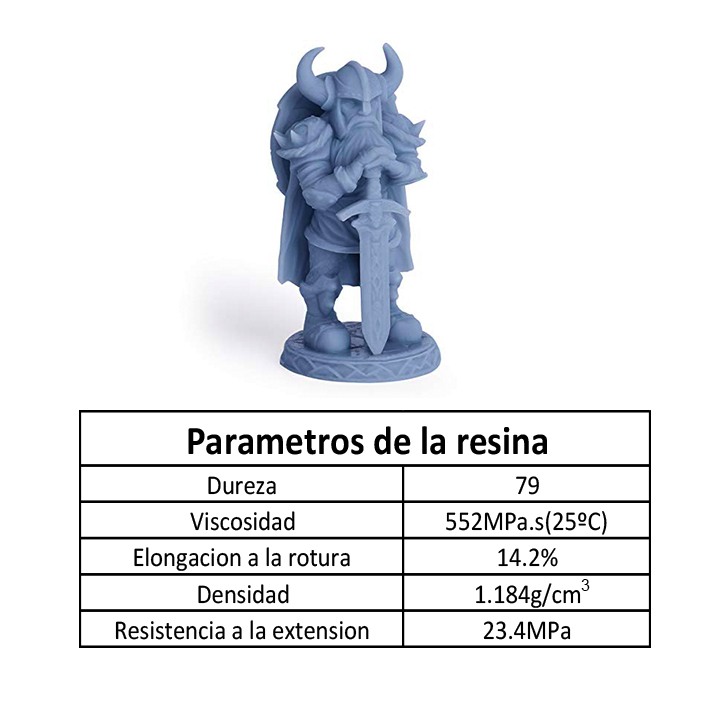 Parametros de la resina
Dureza 79
Viscosidad 552MPa.s(25ºC)
Elongacion a la rotura 14.2%
Densidad 1.184g/cm³
Resistencia a la extension 23.4MPa